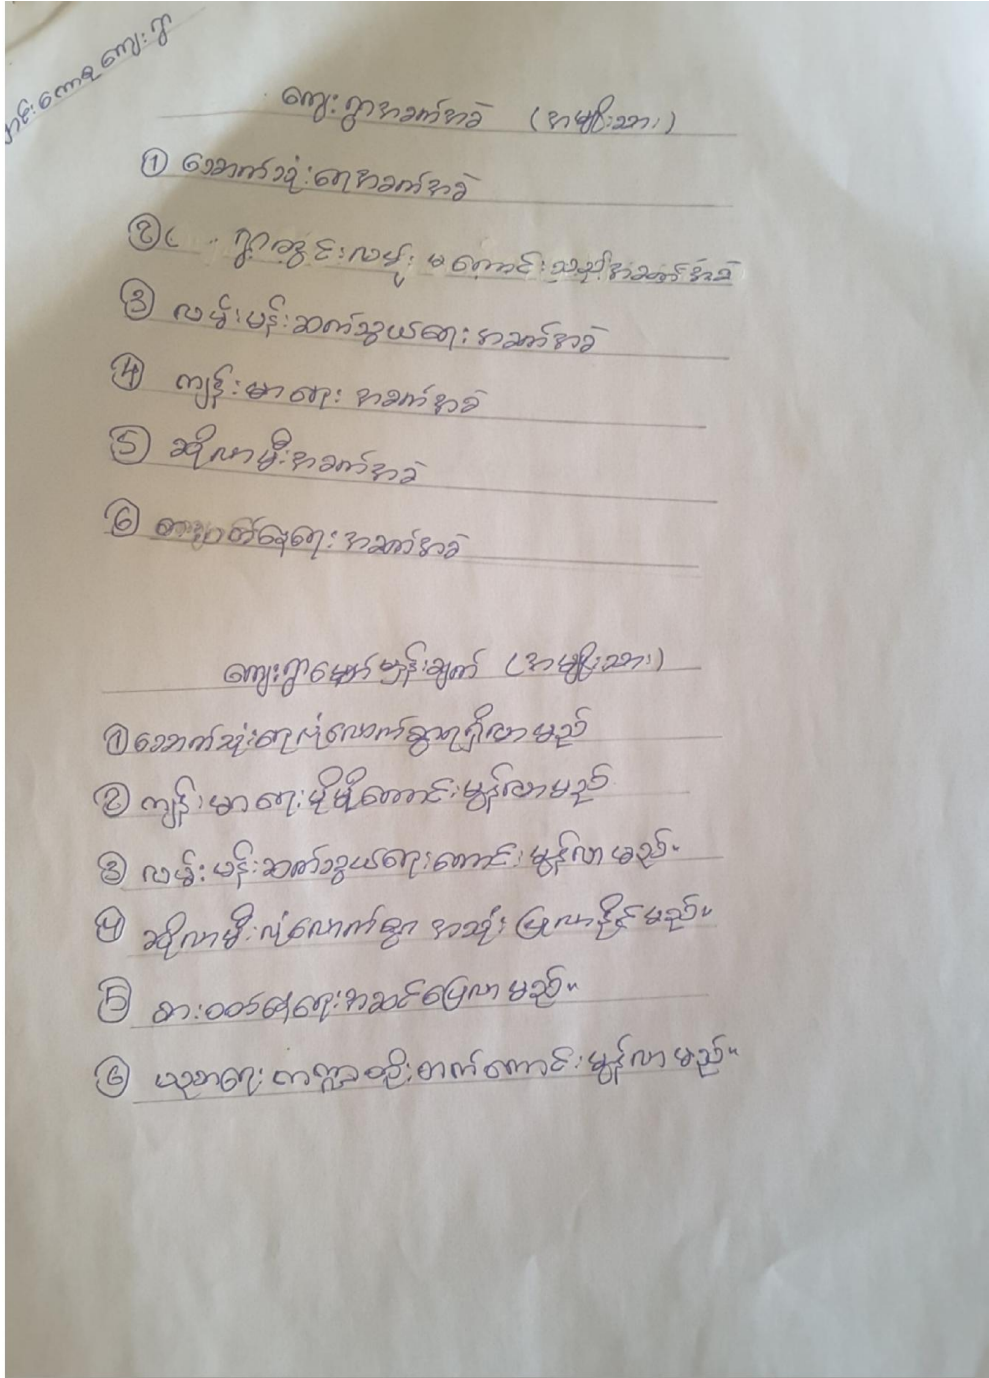 ကျေးရွာ
ကျေးရွာအခက်အခဲ (အမျိုးသား)
① သောက်သုံးရေအခက်အခဲ
② ရွာတွင်းလမ်း မကောင်းသည့်အခက်အခဲ
③ လမ်းပန်းဆက်သွယ်ရေးအခက်အခဲ
④ ကျန်းမာရေး အခက်အခဲ
⑤ ဆိုလာမီးအခက်အခဲ
⑥ စားဝတ်နေရေးအခက်အခဲ
ကျေးရွာမျှော်မှန်းချက် (အမျိုးသား)
① သောက်သုံးရေလုံလောက်စွာရရှိလာမည်
② ကျန်းမာရေးပိုမိုကောင်းမွန်လာမည်
③ လမ်းပန်းဆက်သွယ်ရေးကောင်းမွန်လာမည်။
④ ဆိုလာမီးလုံလောက်စွာ အသုံးပြုလာနိုင်မည်။
⑤ စားဝတ်နေရေးအဆင်ပြေလာမည်။
⑥ ပညာရေးကဏ္ဍတိုးတက်ကောင်းမွန်လာမည်။